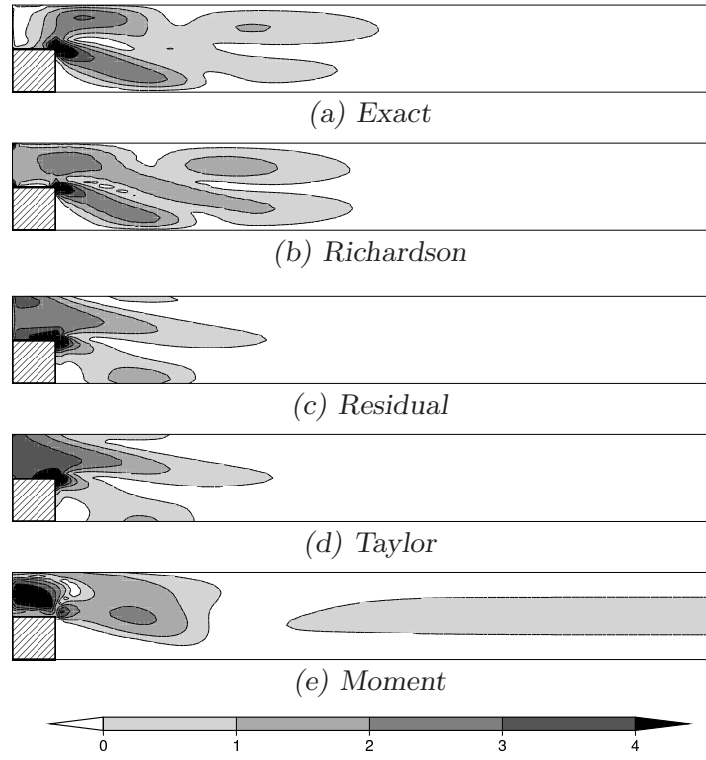 (a) Exact
(b) Richardson
(c) Residual
(d) Taylor
(e) Moment
0 1 2 3 4